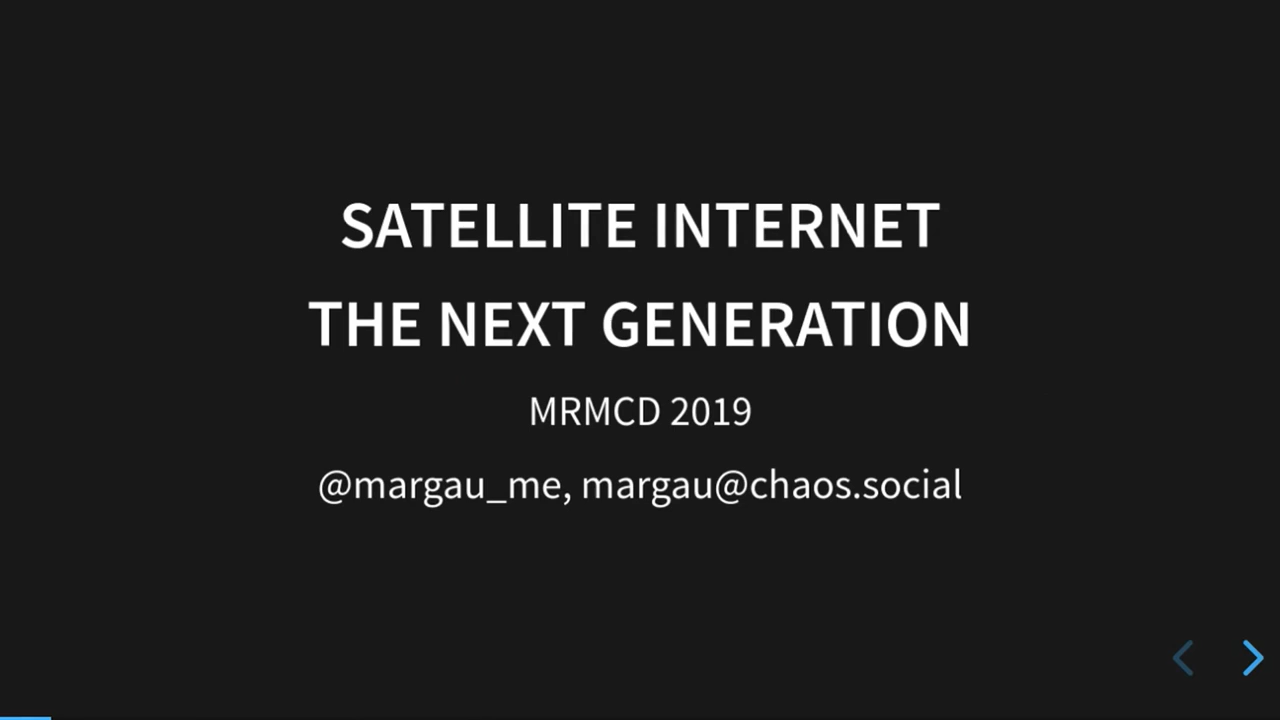 SATELLITE INTERNET
THE NEXT GENERATION
MRMCD 2019
@margau_me, margau@chaos.social